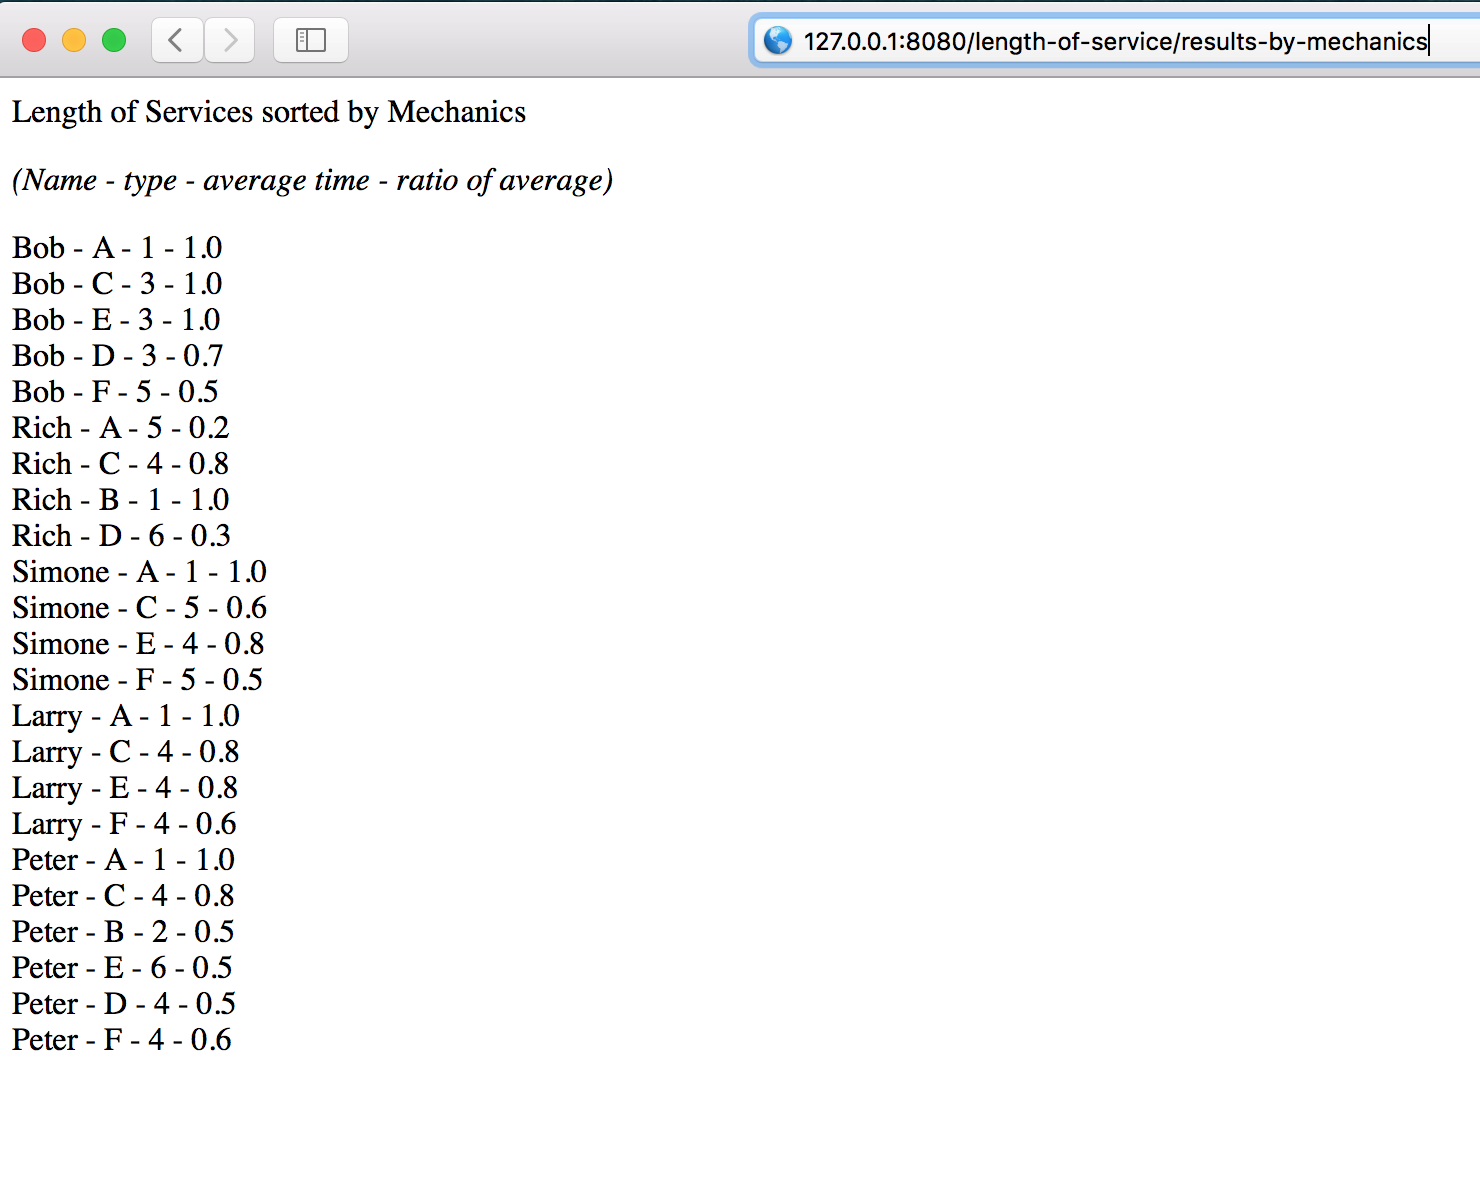 127.0.0.1:8080/length-of-service/results-by-mechanics
Length of Services sorted by Mechanics
(Name - type - average time - ratio of average)
Bob - A - 1 - 1.0
Bob - C - 3 - 1.0
Bob - E - 3 - 1.0
Bob - D - 3 - 0.7
Bob - F - 5 - 0.5
Rich - A - 5 - 0.2
Rich - C - 4 - 0.8
Rich - B - 1 - 1.0
Rich - D - 6 - 0.3
Simone - A - 1 - 1.0
Simone - C - 5 - 0.6
Simone - E - 4 - 0.8
Simone - F - 5 - 0.5
Larry - A - 1 - 1.0
Larry - C - 4 - 0.8
Larry - E - 4 - 0.8
Larry - F - 4 - 0.6
Peter - A - 1 - 1.0
Peter - C - 4 - 0.8
Peter - B - 2 - 0.5
Peter - E - 6 - 0.5
Peter - D - 4 - 0.5
Peter - F - 4 - 0.6